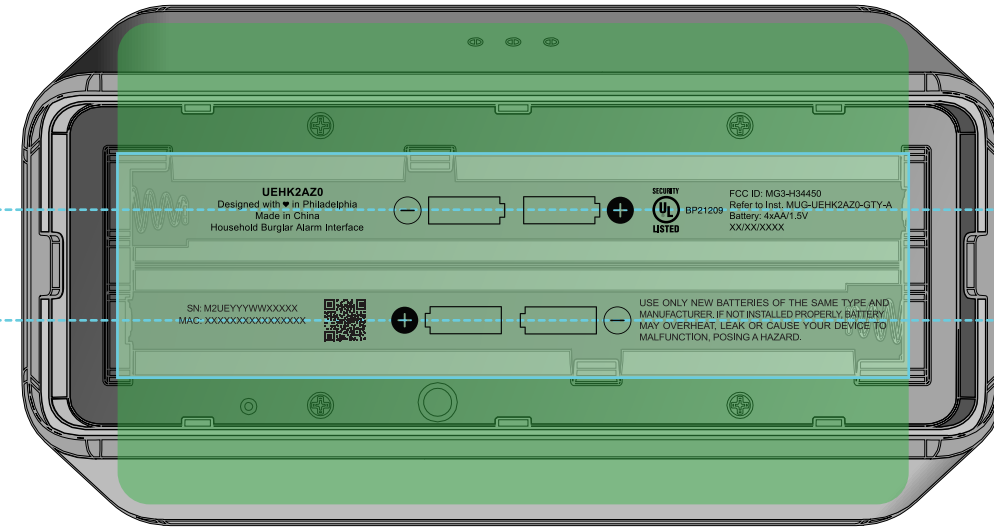 UEHK2AZ0
Designed with ♥ in Philadelphia
Made in China
Household Burglar Alarm Interface
SECURITY
UL
LISTED
BP21209
FCC ID: MG3-H34450
Refer to Inst. MUG-UEHK2AZ0-GTY-A
Battery: 4xAA/1.5V
XX/XX/XXXX
SN: M2UEYYYWWXXXXX
MAC: XXXXXXXXXXXXXXXX
USE ONLY NEW BATTERIES OF THE SAME TYPE AND
MANUFACTURER. IF NOT INSTALLED PROPERLY, BATTERY
MAY OVERHEAT, LEAK OR CAUSE YOUR DEVICE TO
MALFUNCTION, POSING A HAZARD.